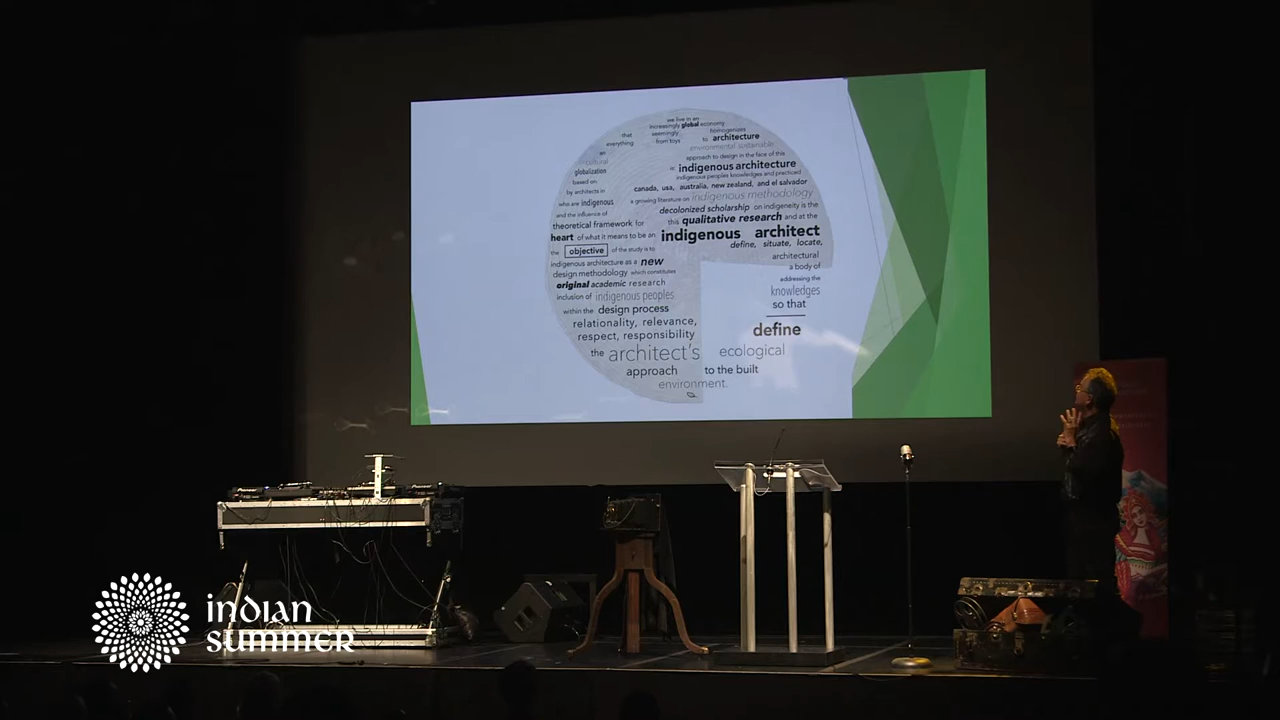 we live in an
increasingly global economy
that seemingly homogenizes
everything from toys to architecture
environmental sustainable
an approach to design in the face of this
cultural
globalization is indigenous architecture
based on indigenous peoples knowledges and practiced
by architects in canada, usa, australia, new zealand, and el salvador
who are indigenous a growing literature on indigenous methodology
and the influence of decolonized scholarship on indigeneity is the
theoretical framework for this qualitative research and at the
heart of what it means to be an indigenous architect
the objective of the study is to define, situate, locate,
indigenous architecture as a new architectural
design methodology which constitutes a body of
original academic research addressing the
inclusion of indigenous peoples knowledges
within the design process so that
relationality, relevance,
respect, responsibility define
the architect's ecological
approach to the built
environment.
indian
summer